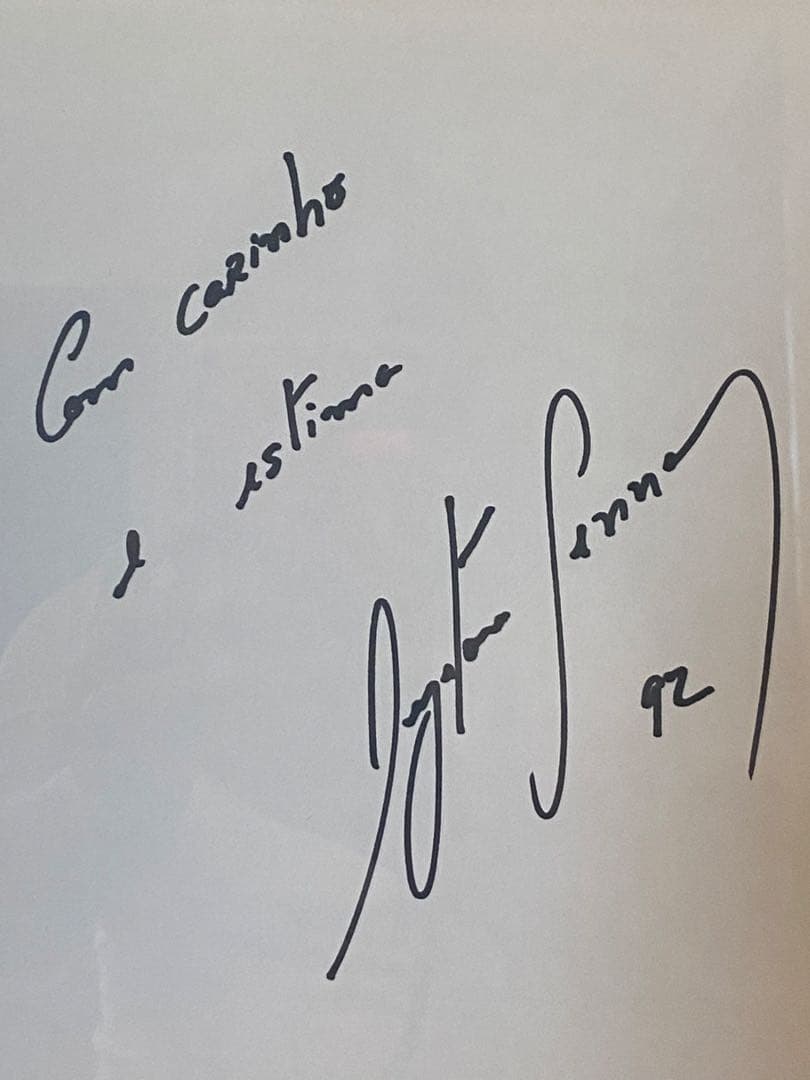 Com carinho
e estima
Ayrton Senna
92